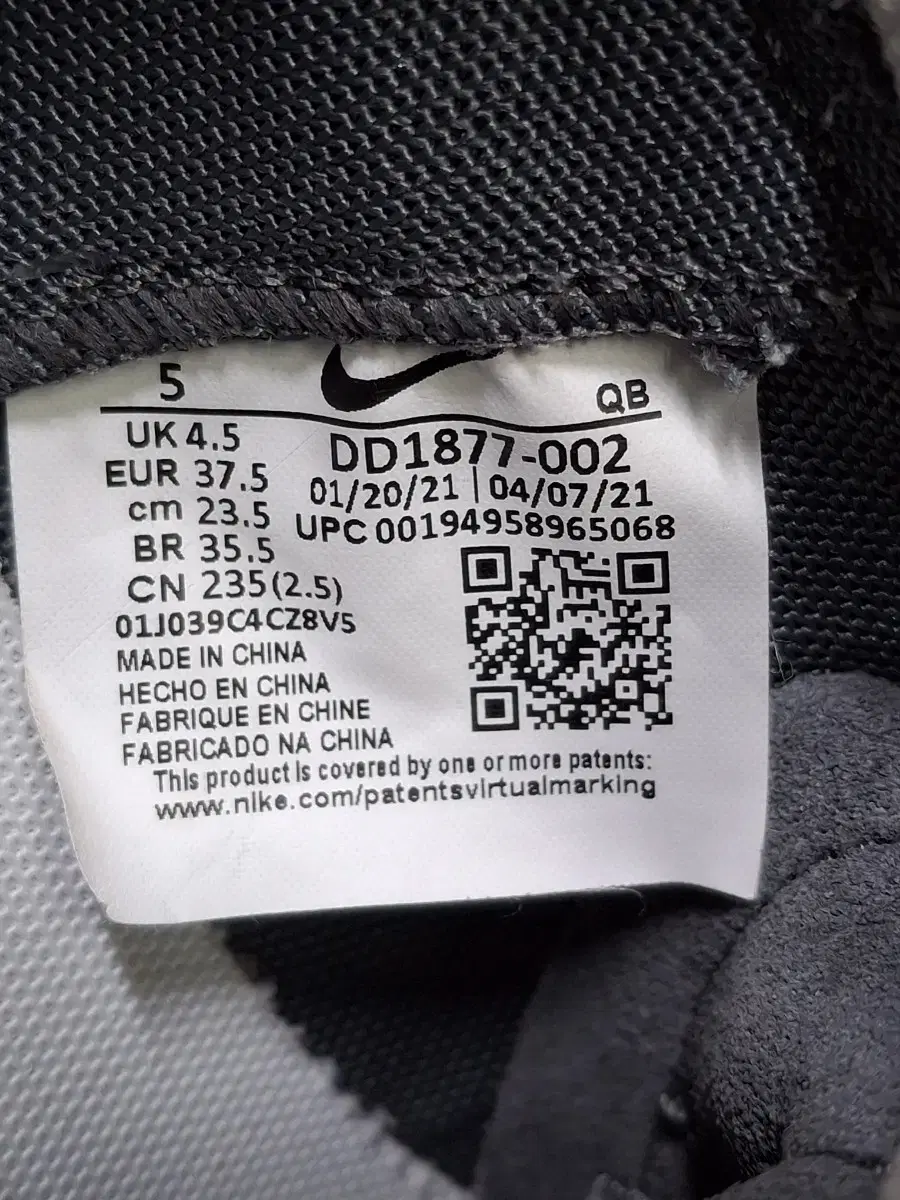 5
QB
UK 4.5
EUR 37.5
cm 23.5
BR 35.5
CN 235(2.5)
01J039C4CZ8V5
DD1877-002
01/20/21 | 04/07/21
UPC 00194958965068
MADE IN CHINA
HECHO EN CHINA
FABRIQUE EN CHINE
FABRICADO NA CHINA
This product is covered by one or more patents:
www.nike.com/patentsvirtualmarking